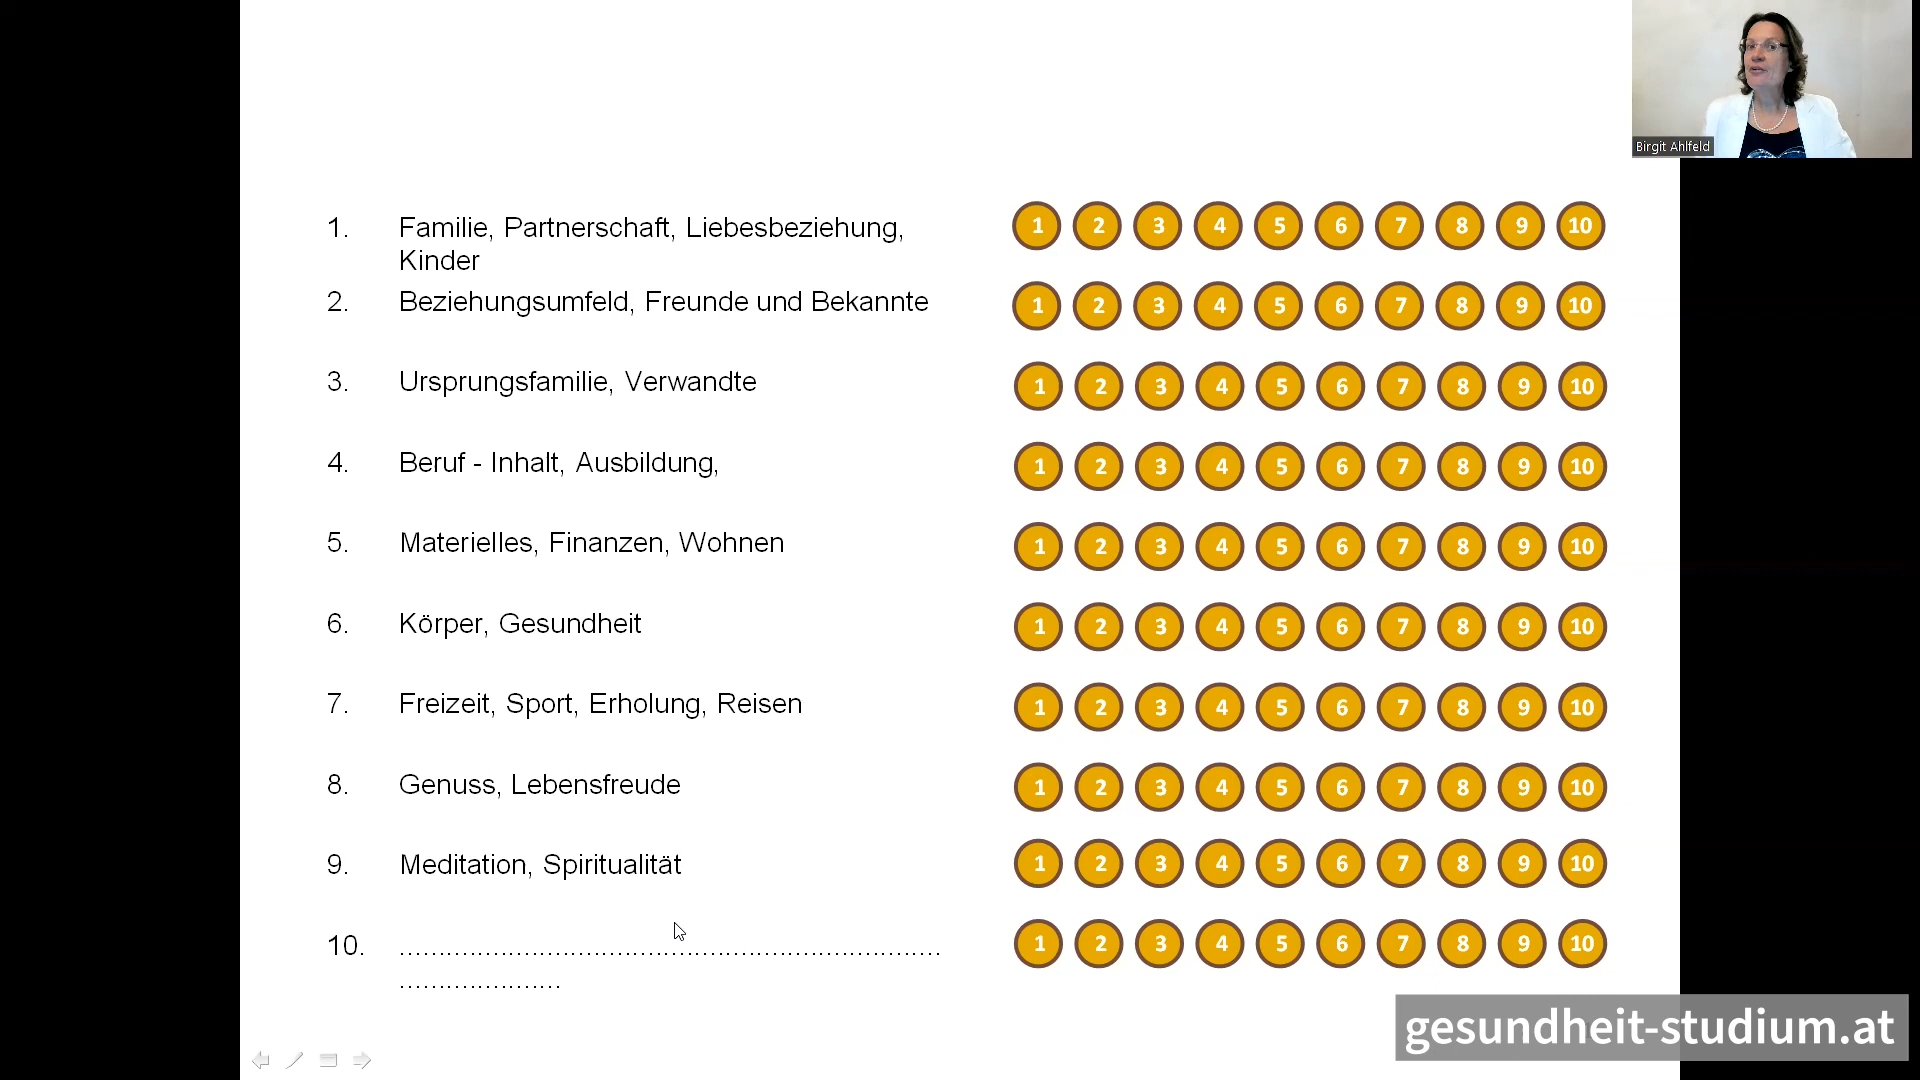 Birgit Ahlfeld
1. Familie, Partnerschaft, Liebesbeziehung, 1 2 3 4 5 6 7 8 9 10
Kinder
2. Beziehungsumfeld, Freunde und Bekannte 1 2 3 4 5 6 7 8 9 10
3. Ursprungsfamilie, Verwandte 1 2 3 4 5 6 7 8 9 10
4. Beruf - Inhalt, Ausbildung, 1 2 3 4 5 6 7 8 9 10
5. Materielles, Finanzen, Wohnen 1 2 3 4 5 6 7 8 9 10
6. Körper, Gesundheit 1 2 3 4 5 6 7 8 9 10
7. Freizeit, Sport, Erholung, Reisen 1 2 3 4 5 6 7 8 9 10
8. Genuss, Lebensfreude 1 2 3 4 5 6 7 8 9 10
9. Meditation, Spiritualität 1 2 3 4 5 6 7 8 9 10
10. ...................................................................... 1 2 3 4 5 6 7 8 9 10
.....................
gesundheit-studium.at